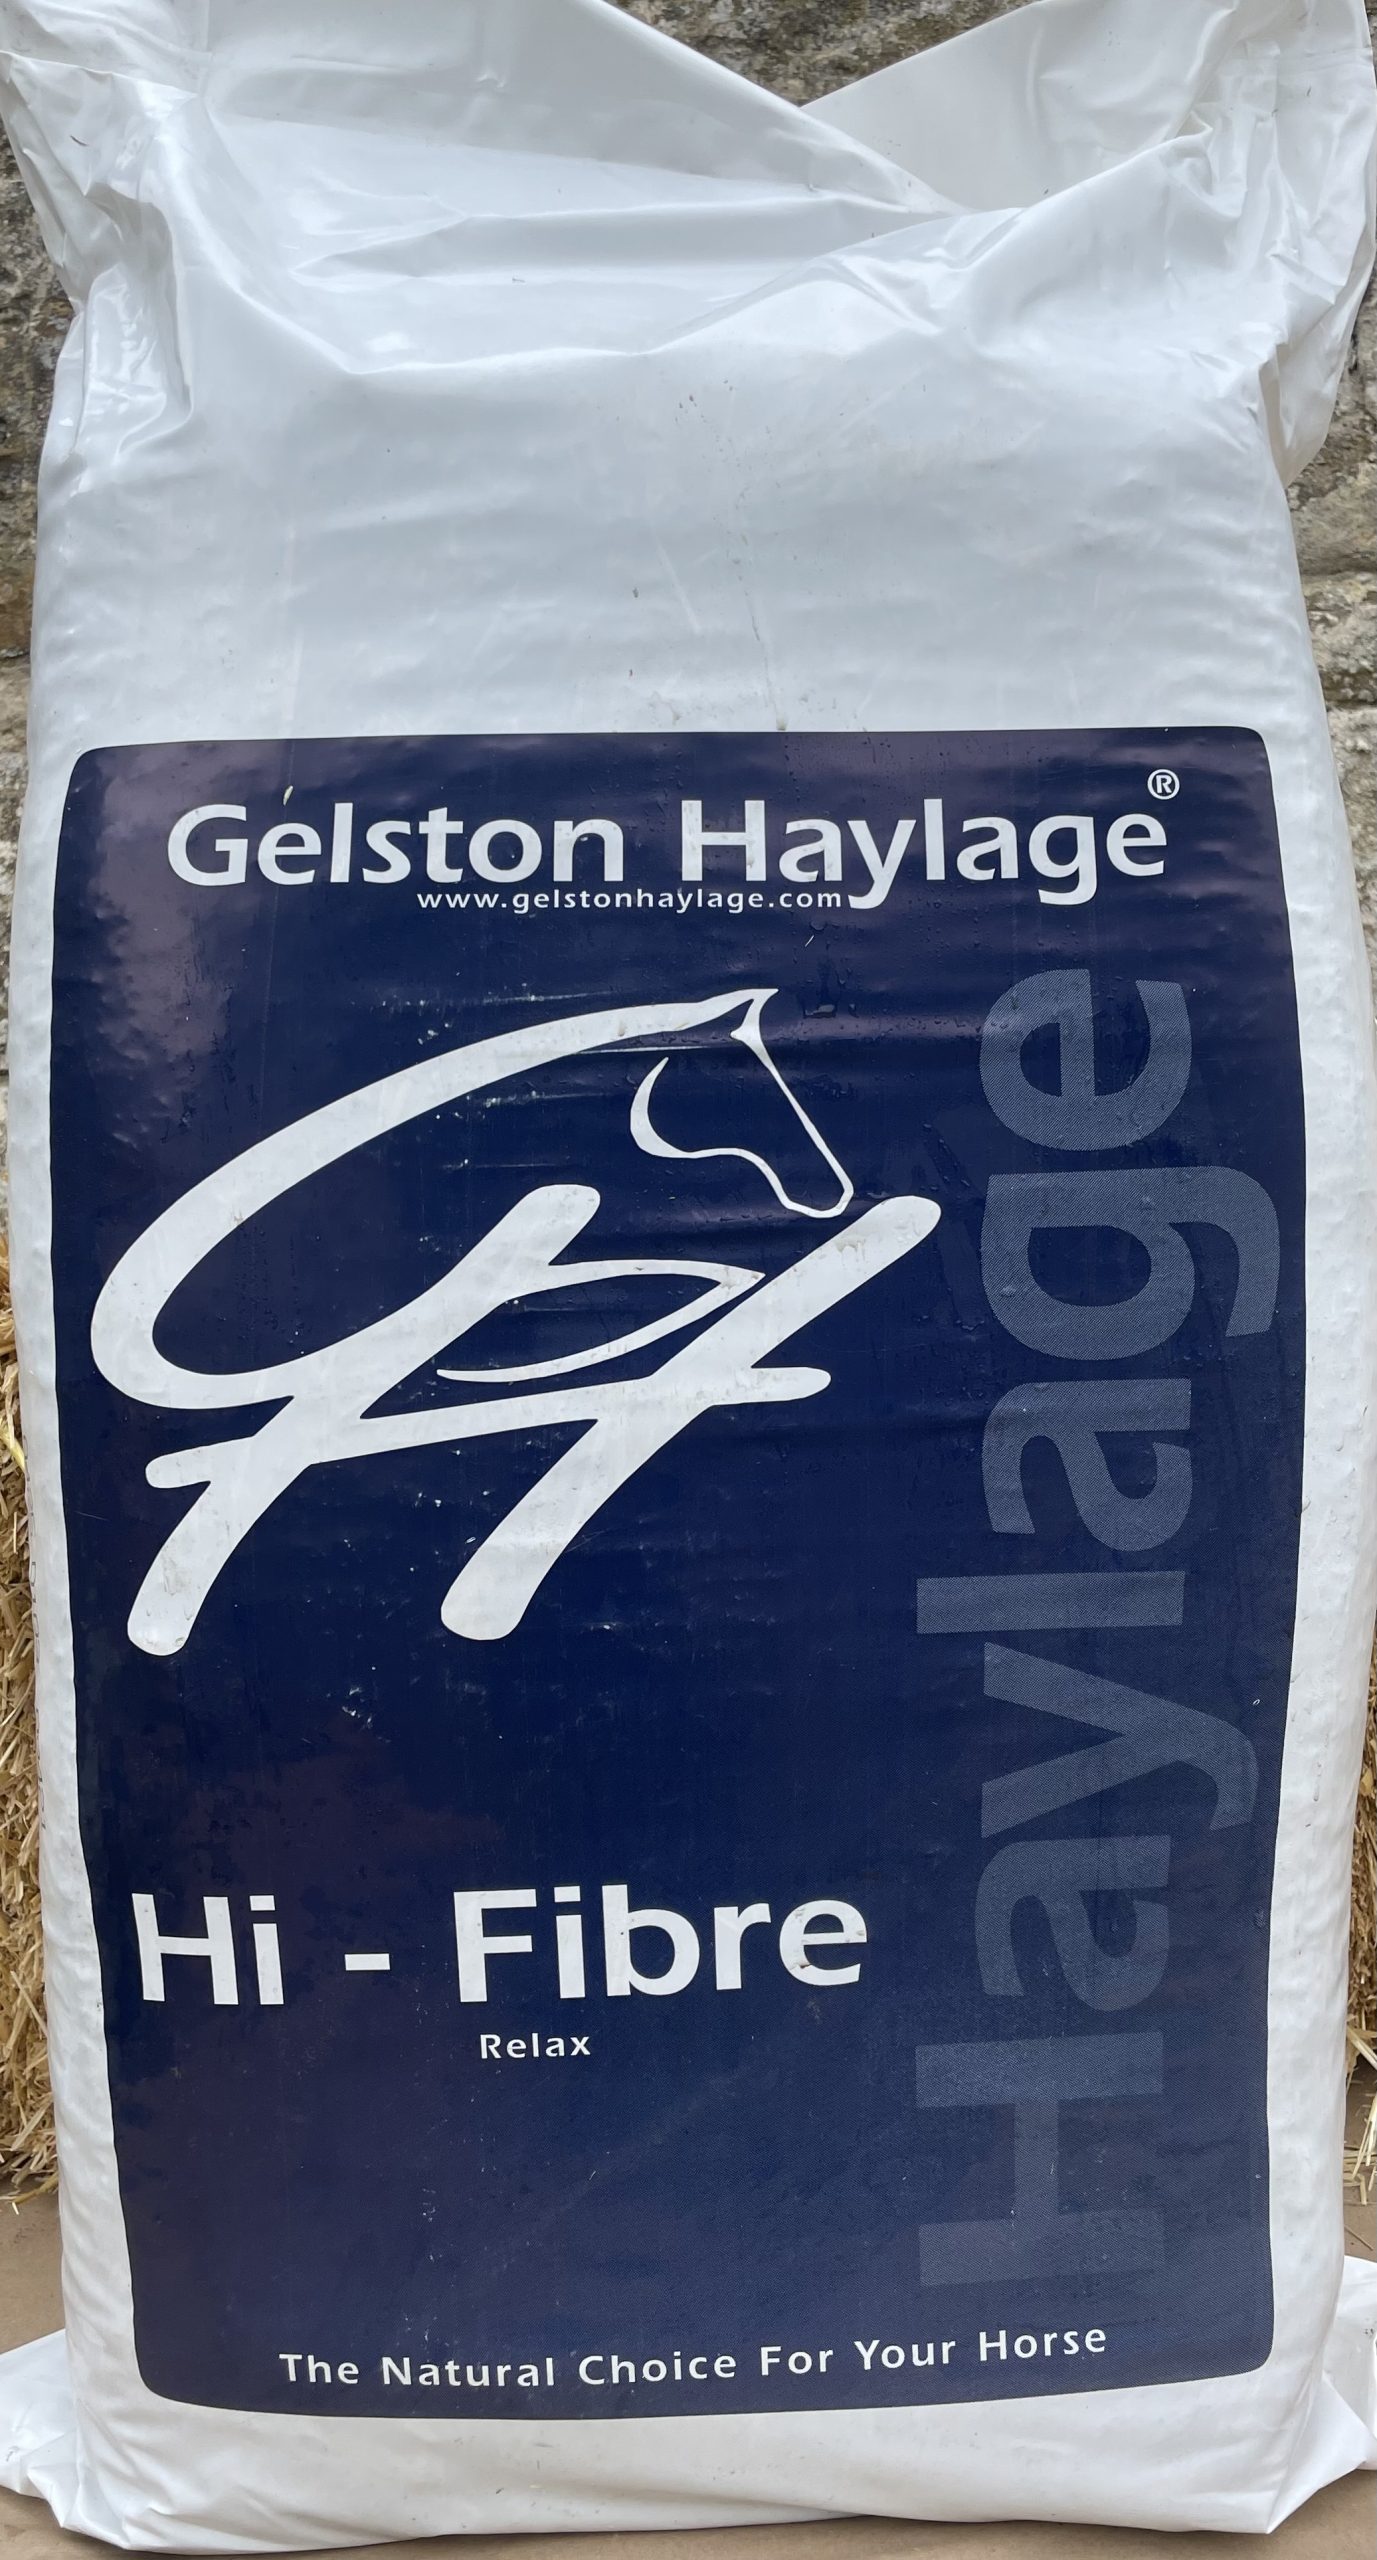 Gelston Haylage®
www.gelstonhaylage.com
Haylage
Hi - Fibre
Relax
The Natural Choice For Your Horse